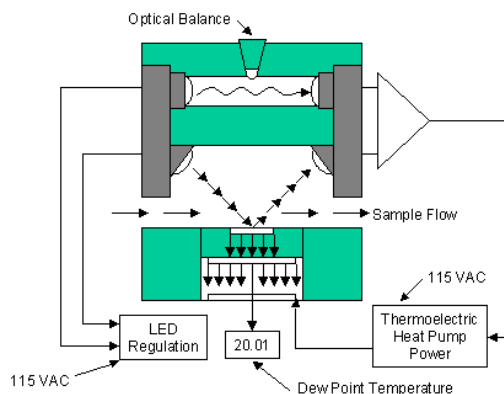 Optical Balance
Sample Flow
115 VAC
LED
Regulation
20.01
Thermoelectric
Heat Pump
Power
115 VAC
Dew Point Temperature